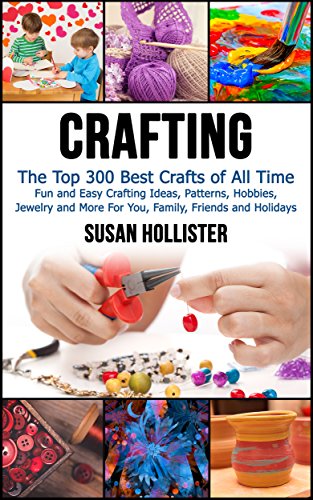 CRAFTING
The Top 300 Best Crafts of All Time
Fun and Easy Crafting Ideas, Patterns, Hobbies,
Jewelry and More For You, Family, Friends and Holidays
SUSAN HOLLISTER